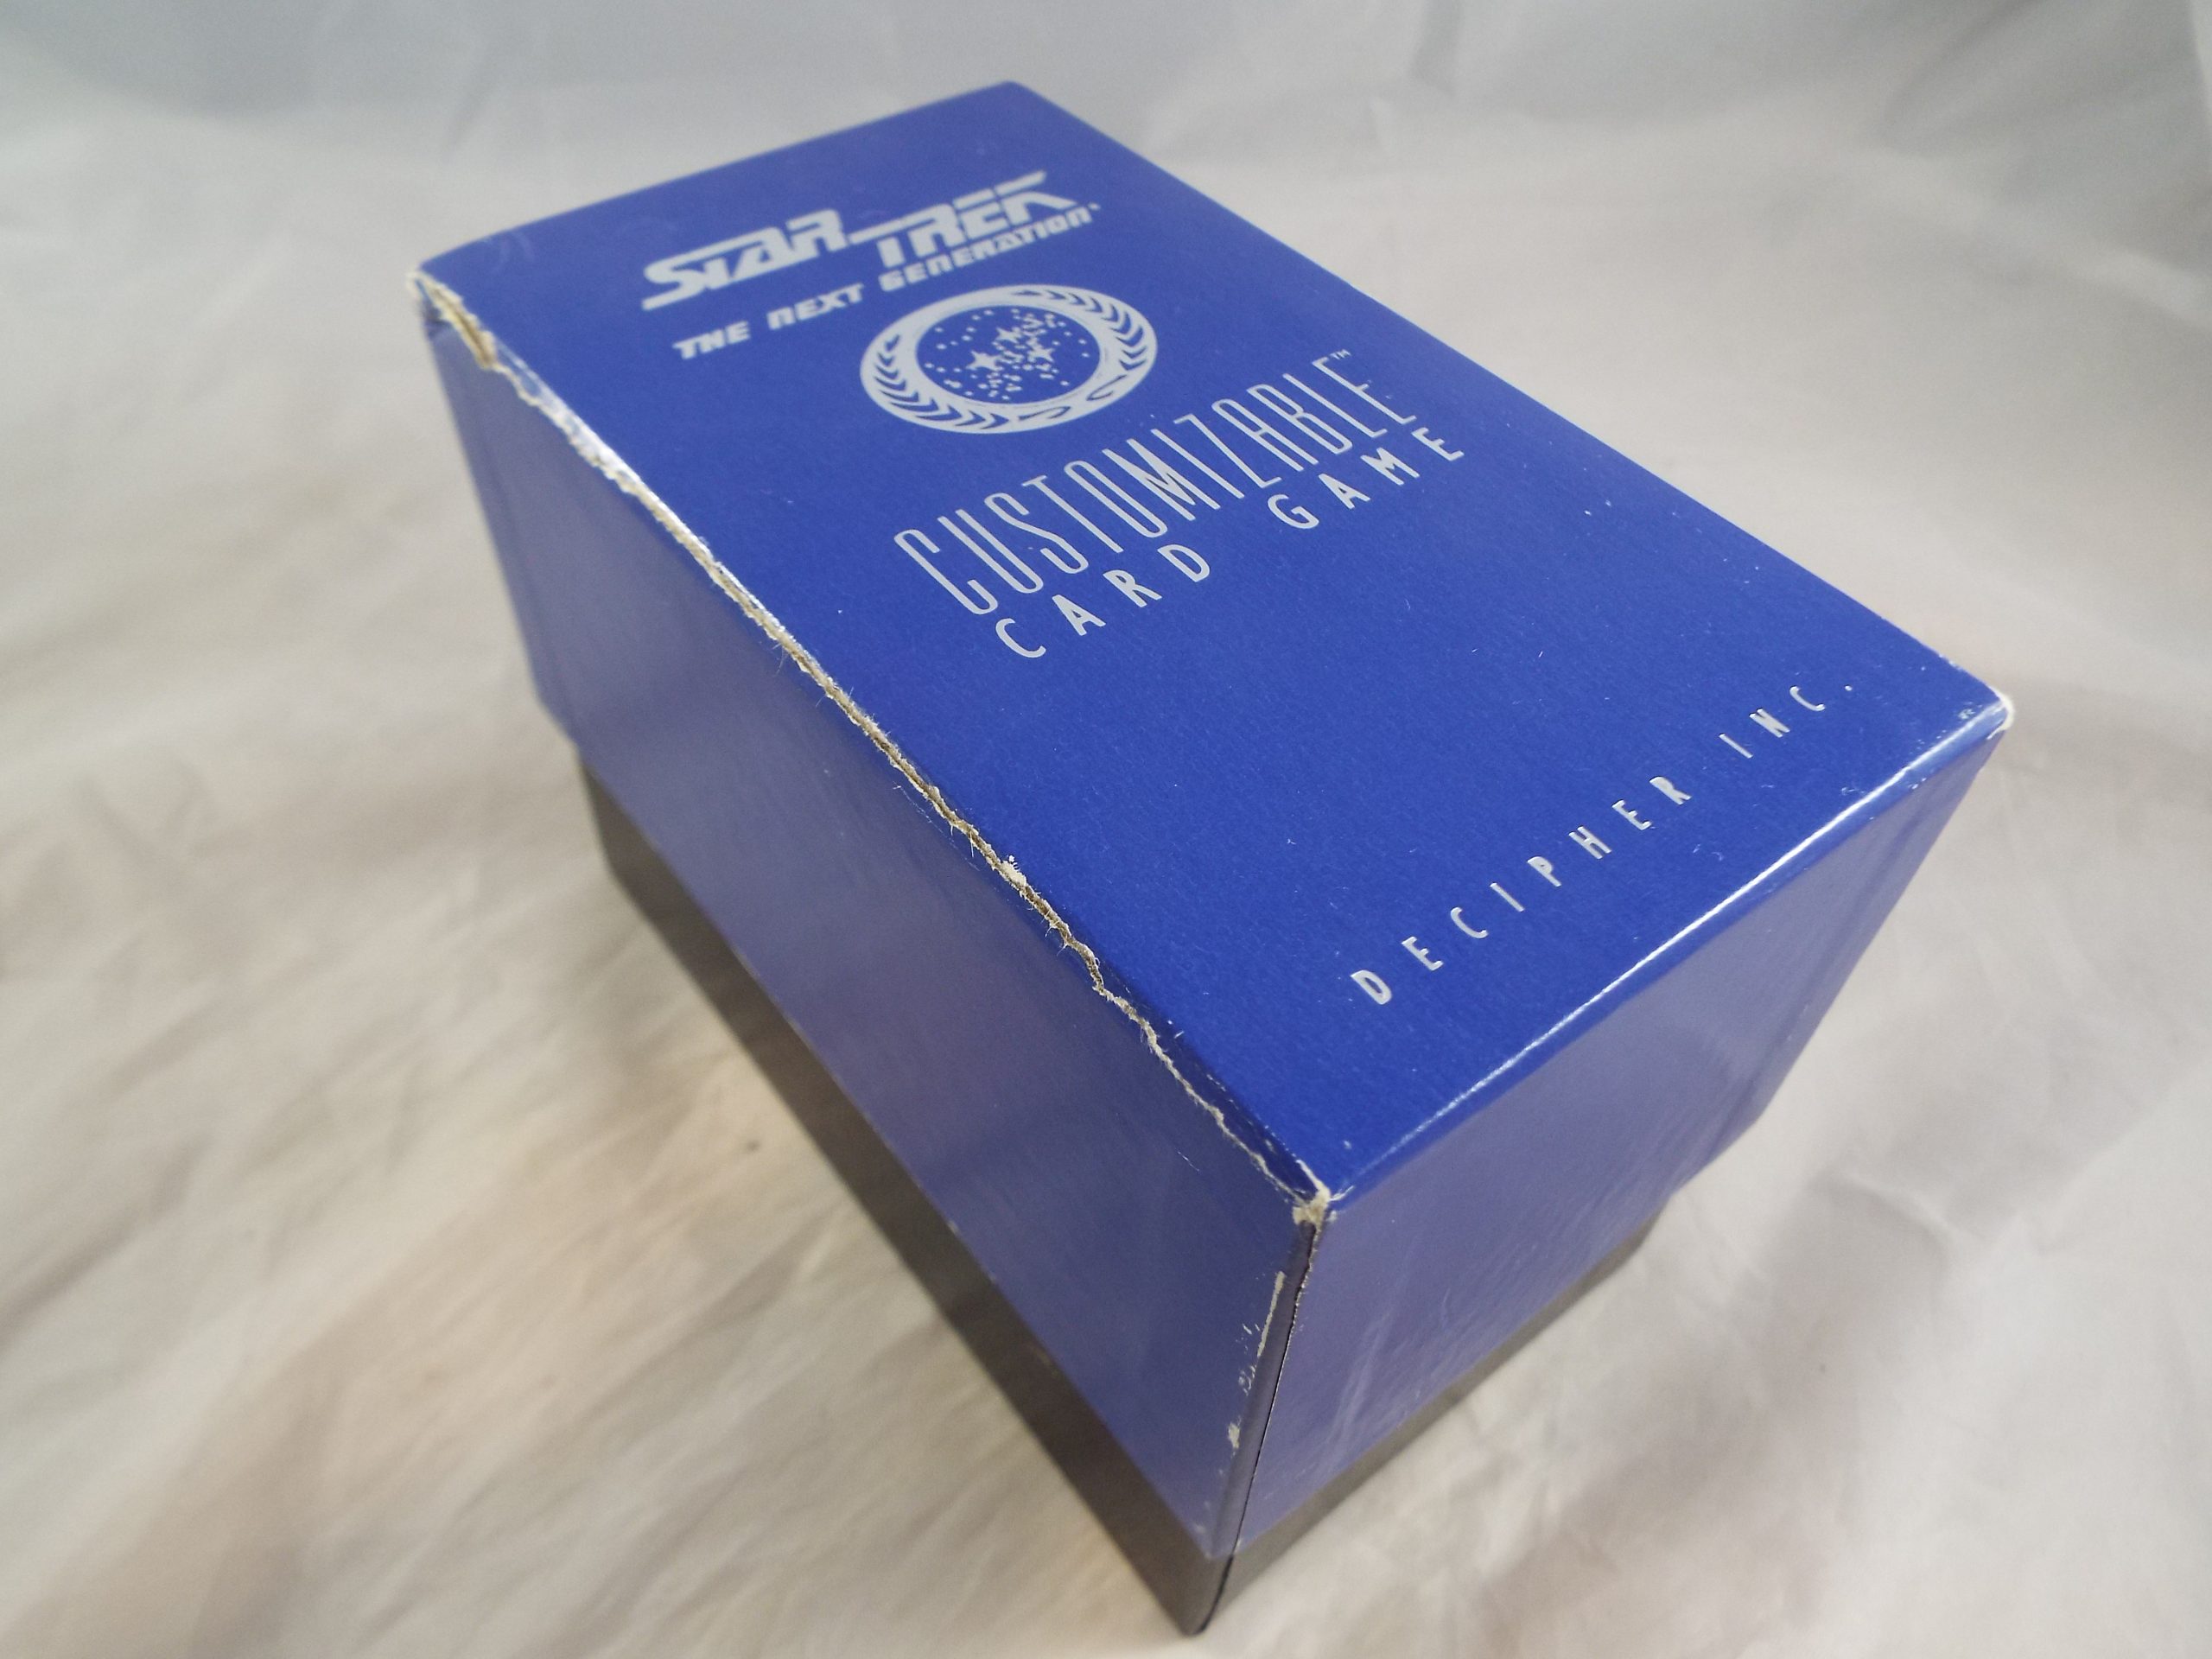 STAR TREK
THE NEXT GENERATION
CUSTOMIZABLE™
CARD GAME
DECIPHER INC.